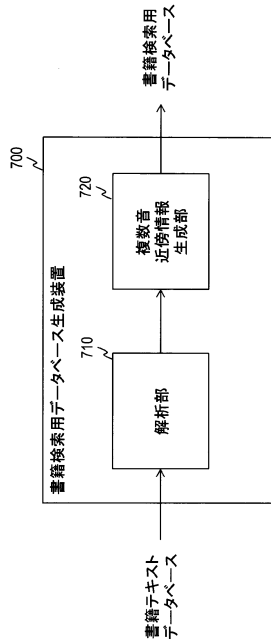 書籍テキスト
データベース
書籍検索用データベース生成装置
700
710
解析部
720
複数音
近傍情報
生成部
書籍検索用
データベース